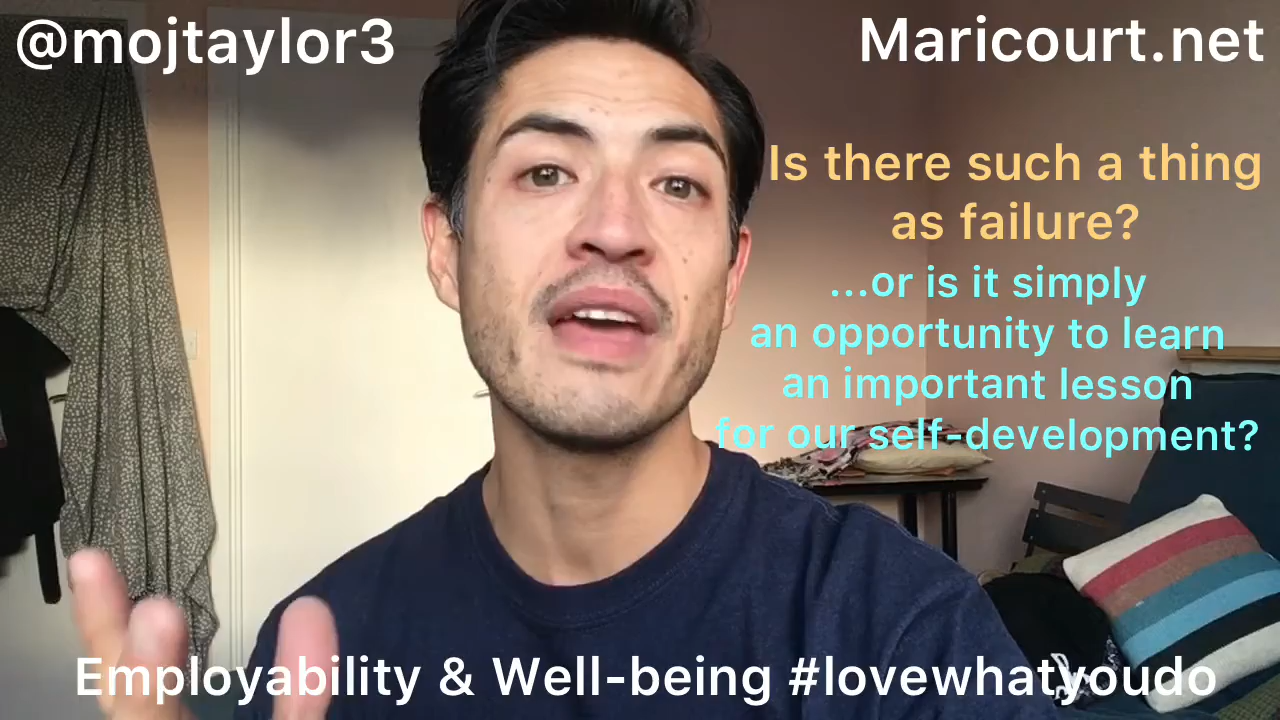 @mojtaylor3
Maricourt.net
Is there such a thing
as failure?
...or is it simply
an opportunity to learn
an important lesson
for our self-development?
Employability & Well-being #lovewhatyoudo